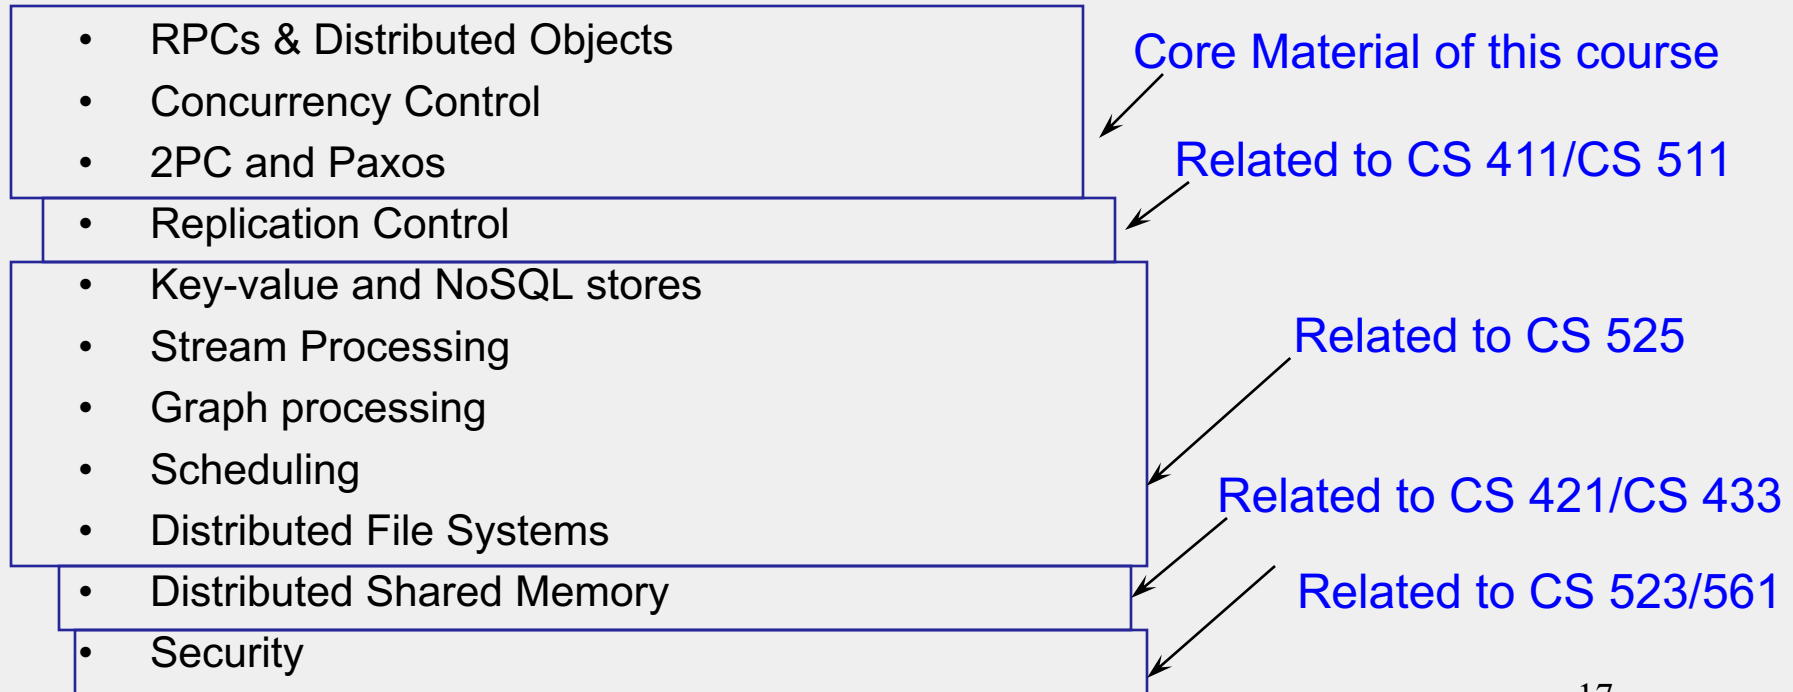 • RPCs & Distributed Objects
• Concurrency Control
• 2PC and Paxos
• Replication Control
• Key-value and NoSQL stores
• Stream Processing
• Graph processing
• Scheduling
• Distributed File Systems
• Distributed Shared Memory
• Security
Core Material of this course
Related to CS 411/CS 511
Related to CS 525
Related to CS 421/CS 433
Related to CS 523/561
17